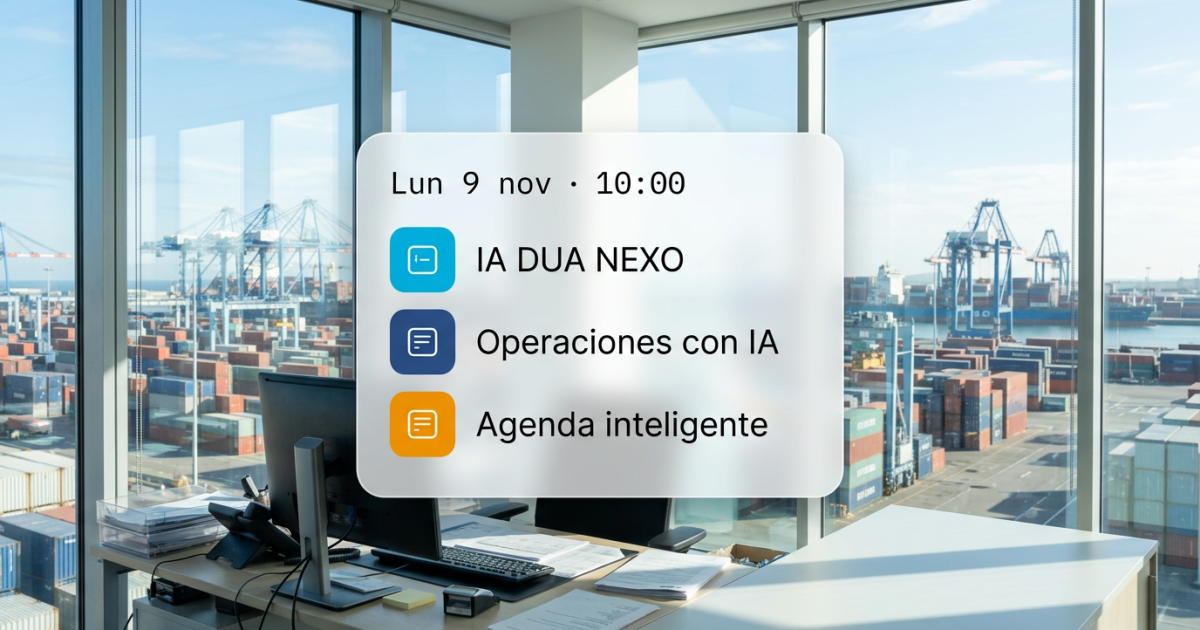 Lun 9 nov · 10:00
IA DUA NEXO
Operaciones con IA
Agenda inteligente